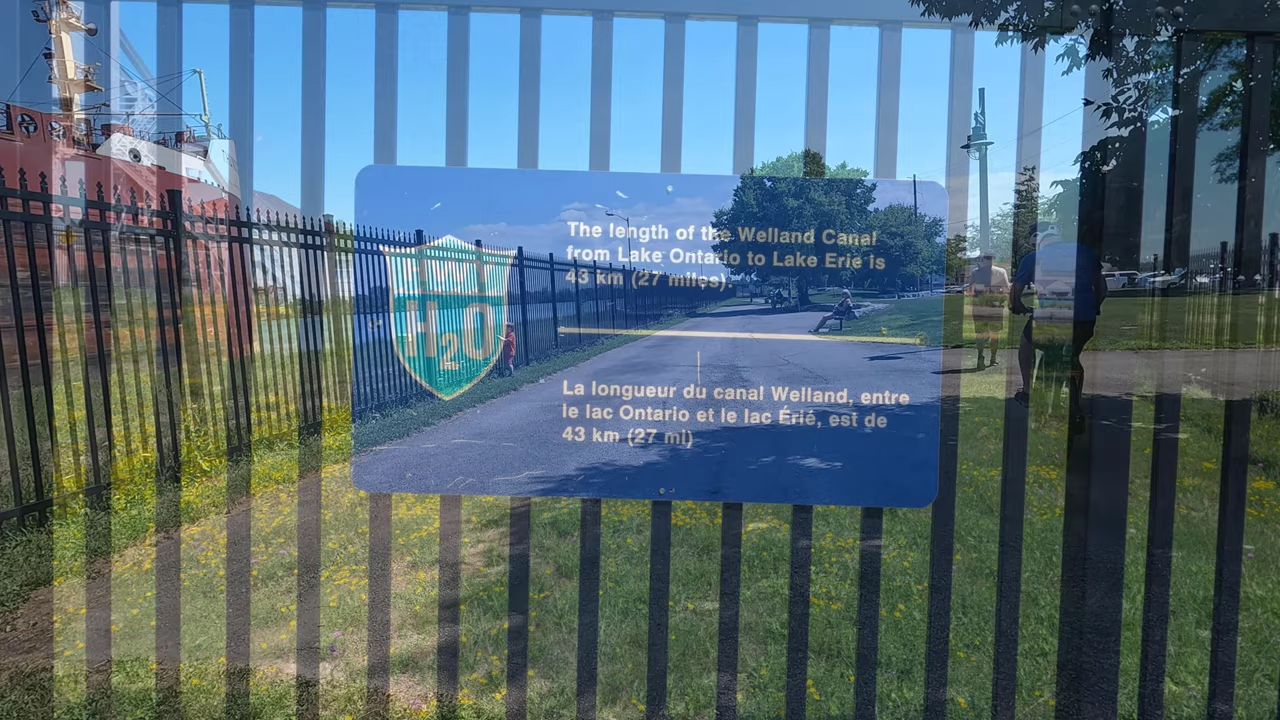 The length of the Welland Canal
from Lake Ontario to Lake Erie is
43 km (27 miles).
H2O
La longueur du canal Welland, entre
le lac Ontario et le lac Érié, est de
43 km (27 mi)